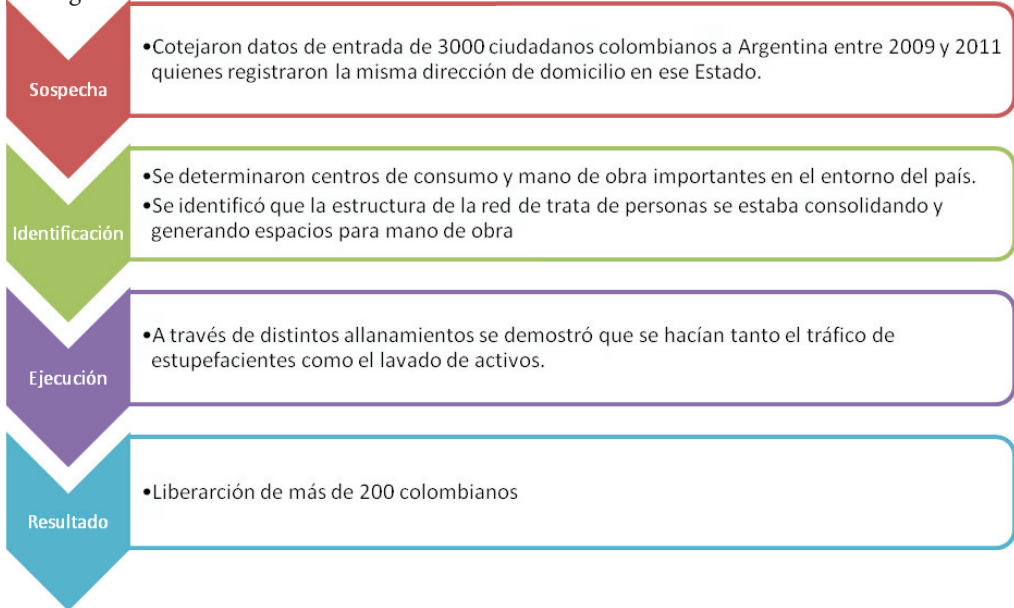 Sospecha
•Cotejaron datos de entrada de 3000 ciudadanos colombianos a Argentina entre 2009 y 2011
quienes registraron la misma dirección de domicilio en ese Estado.
Identificación
•Se determinaron centros de consumo y mano de obra importantes en el entorno del país.
•Se identificó que la estructura de la red de trata de personas se estaba consolidando y
generando espacios para mano de obra
Ejecución
•A través de distintos allanamientos se demostró que se hacían tanto el tráfico de
estupefacientes como el lavado de activos.
Resultado
•Liberarción de más de 200 colombianos